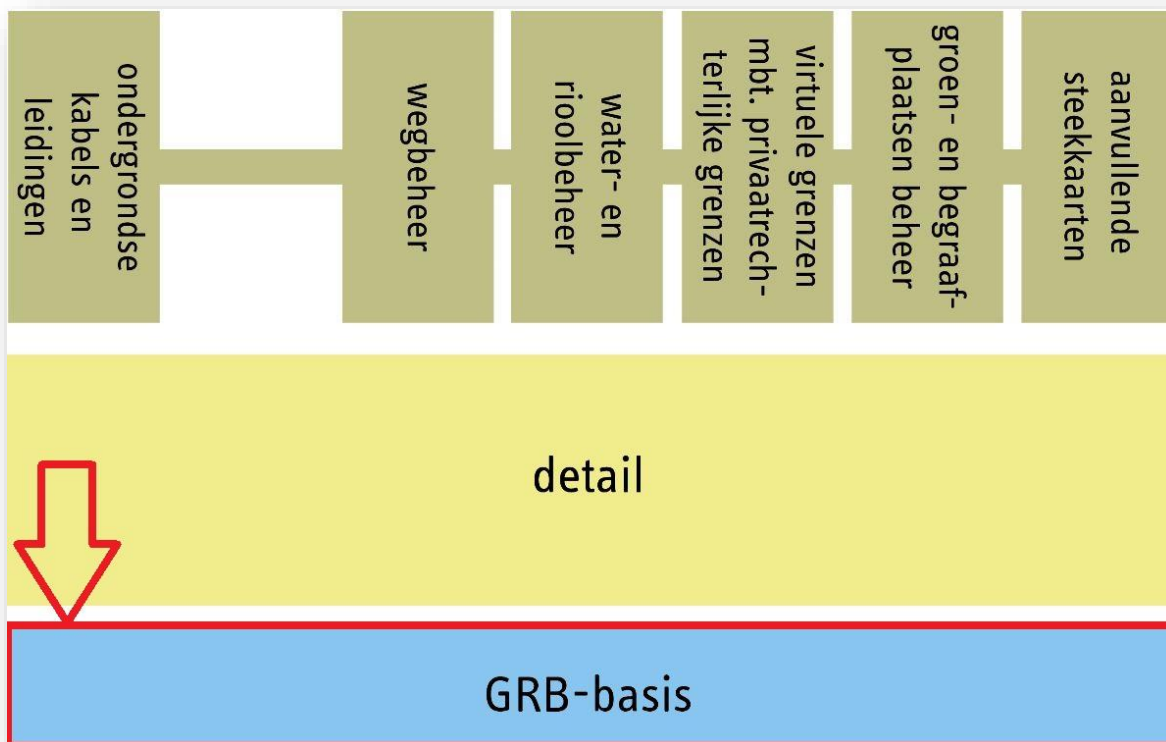 ondergrondse
kabels en
leidingen
wegbeheer
water- en
rioolbeheer
virtuele grenzen
mbt. privaatrech-
terlijke grenzen
groen- en begraaf-
plaatsen beheer
aanvullende
steekkaarten
detail
GRB-basis